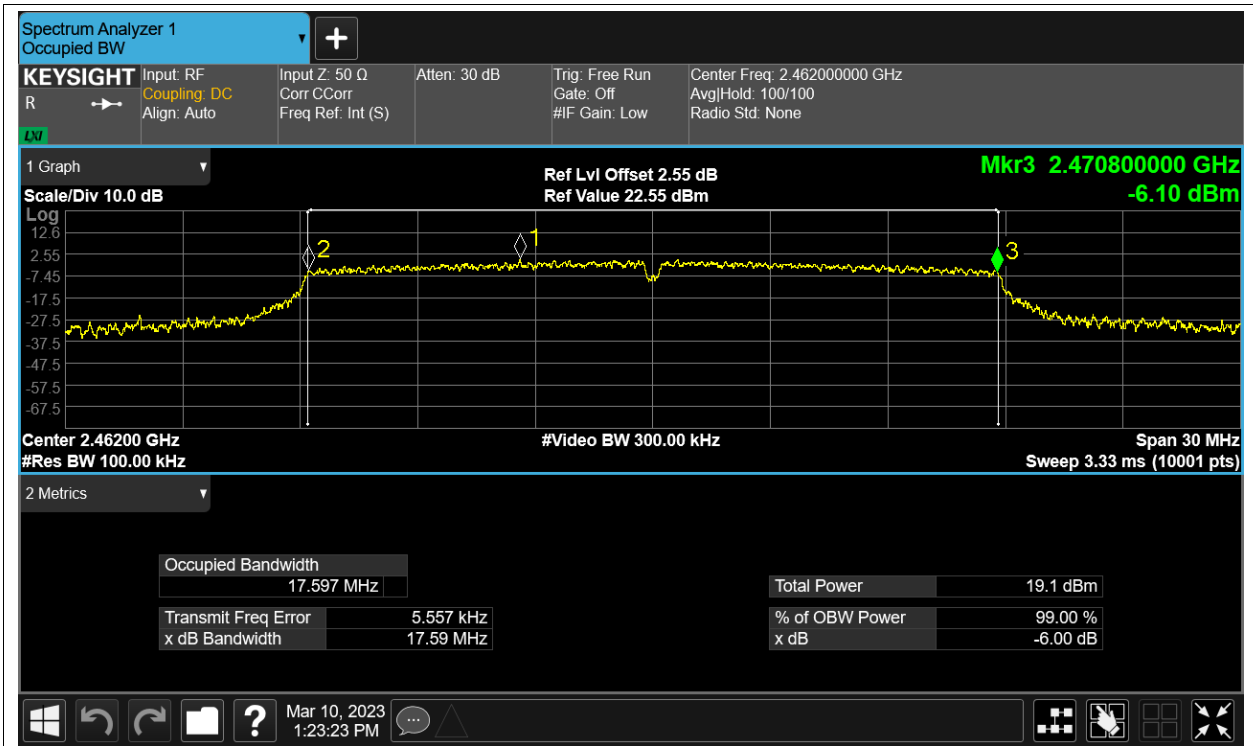 Spectrum Analyzer 1
Occupied BW
KEYSIGHT
R
LXI
Input: RF
Coupling: DC
Align: Auto
Input Z: 50 Ω
Corr CCorr
Freq Ref: Int (S)
Atten: 30 dB
Trig: Free Run
Gate: Off
#IF Gain: Low
Center Freq: 2.462000000 GHz
Avg|Hold: 100/100
Radio Std: None
1 Graph
Scale/Div 10.0 dB
Ref Lvl Offset 2.55 dB
Ref Value 22.55 dBm
Mkr3 2.470800000 GHz
-6.10 dBm
Log
12.6
2.55
-7.45
-17.5
-27.5
-37.5
-47.5
-57.5
-67.5
2
1
3
Center 2.46200 GHz
#Video BW 300.00 kHz
Span 30 MHz
#Res BW 100.00 kHz
Sweep 3.33 ms (10001 pts)
2 Metrics
Occupied Bandwidth
17.597 MHz
Total Power 19.1 dBm
Transmit Freq Error 5.557 kHz
% of OBW Power 99.00 %
x dB Bandwidth 17.59 MHz
x dB -6.00 dB
Mar 10, 2023
1:23:23 PM